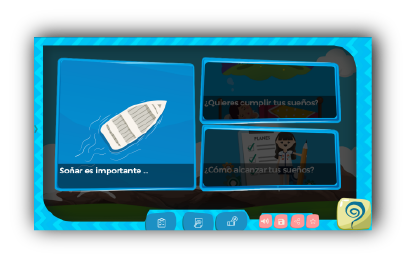 Soñar es importante ...
¿Quieres cumplir tus sueños?
¿Cómo alcanzar tus sueños?